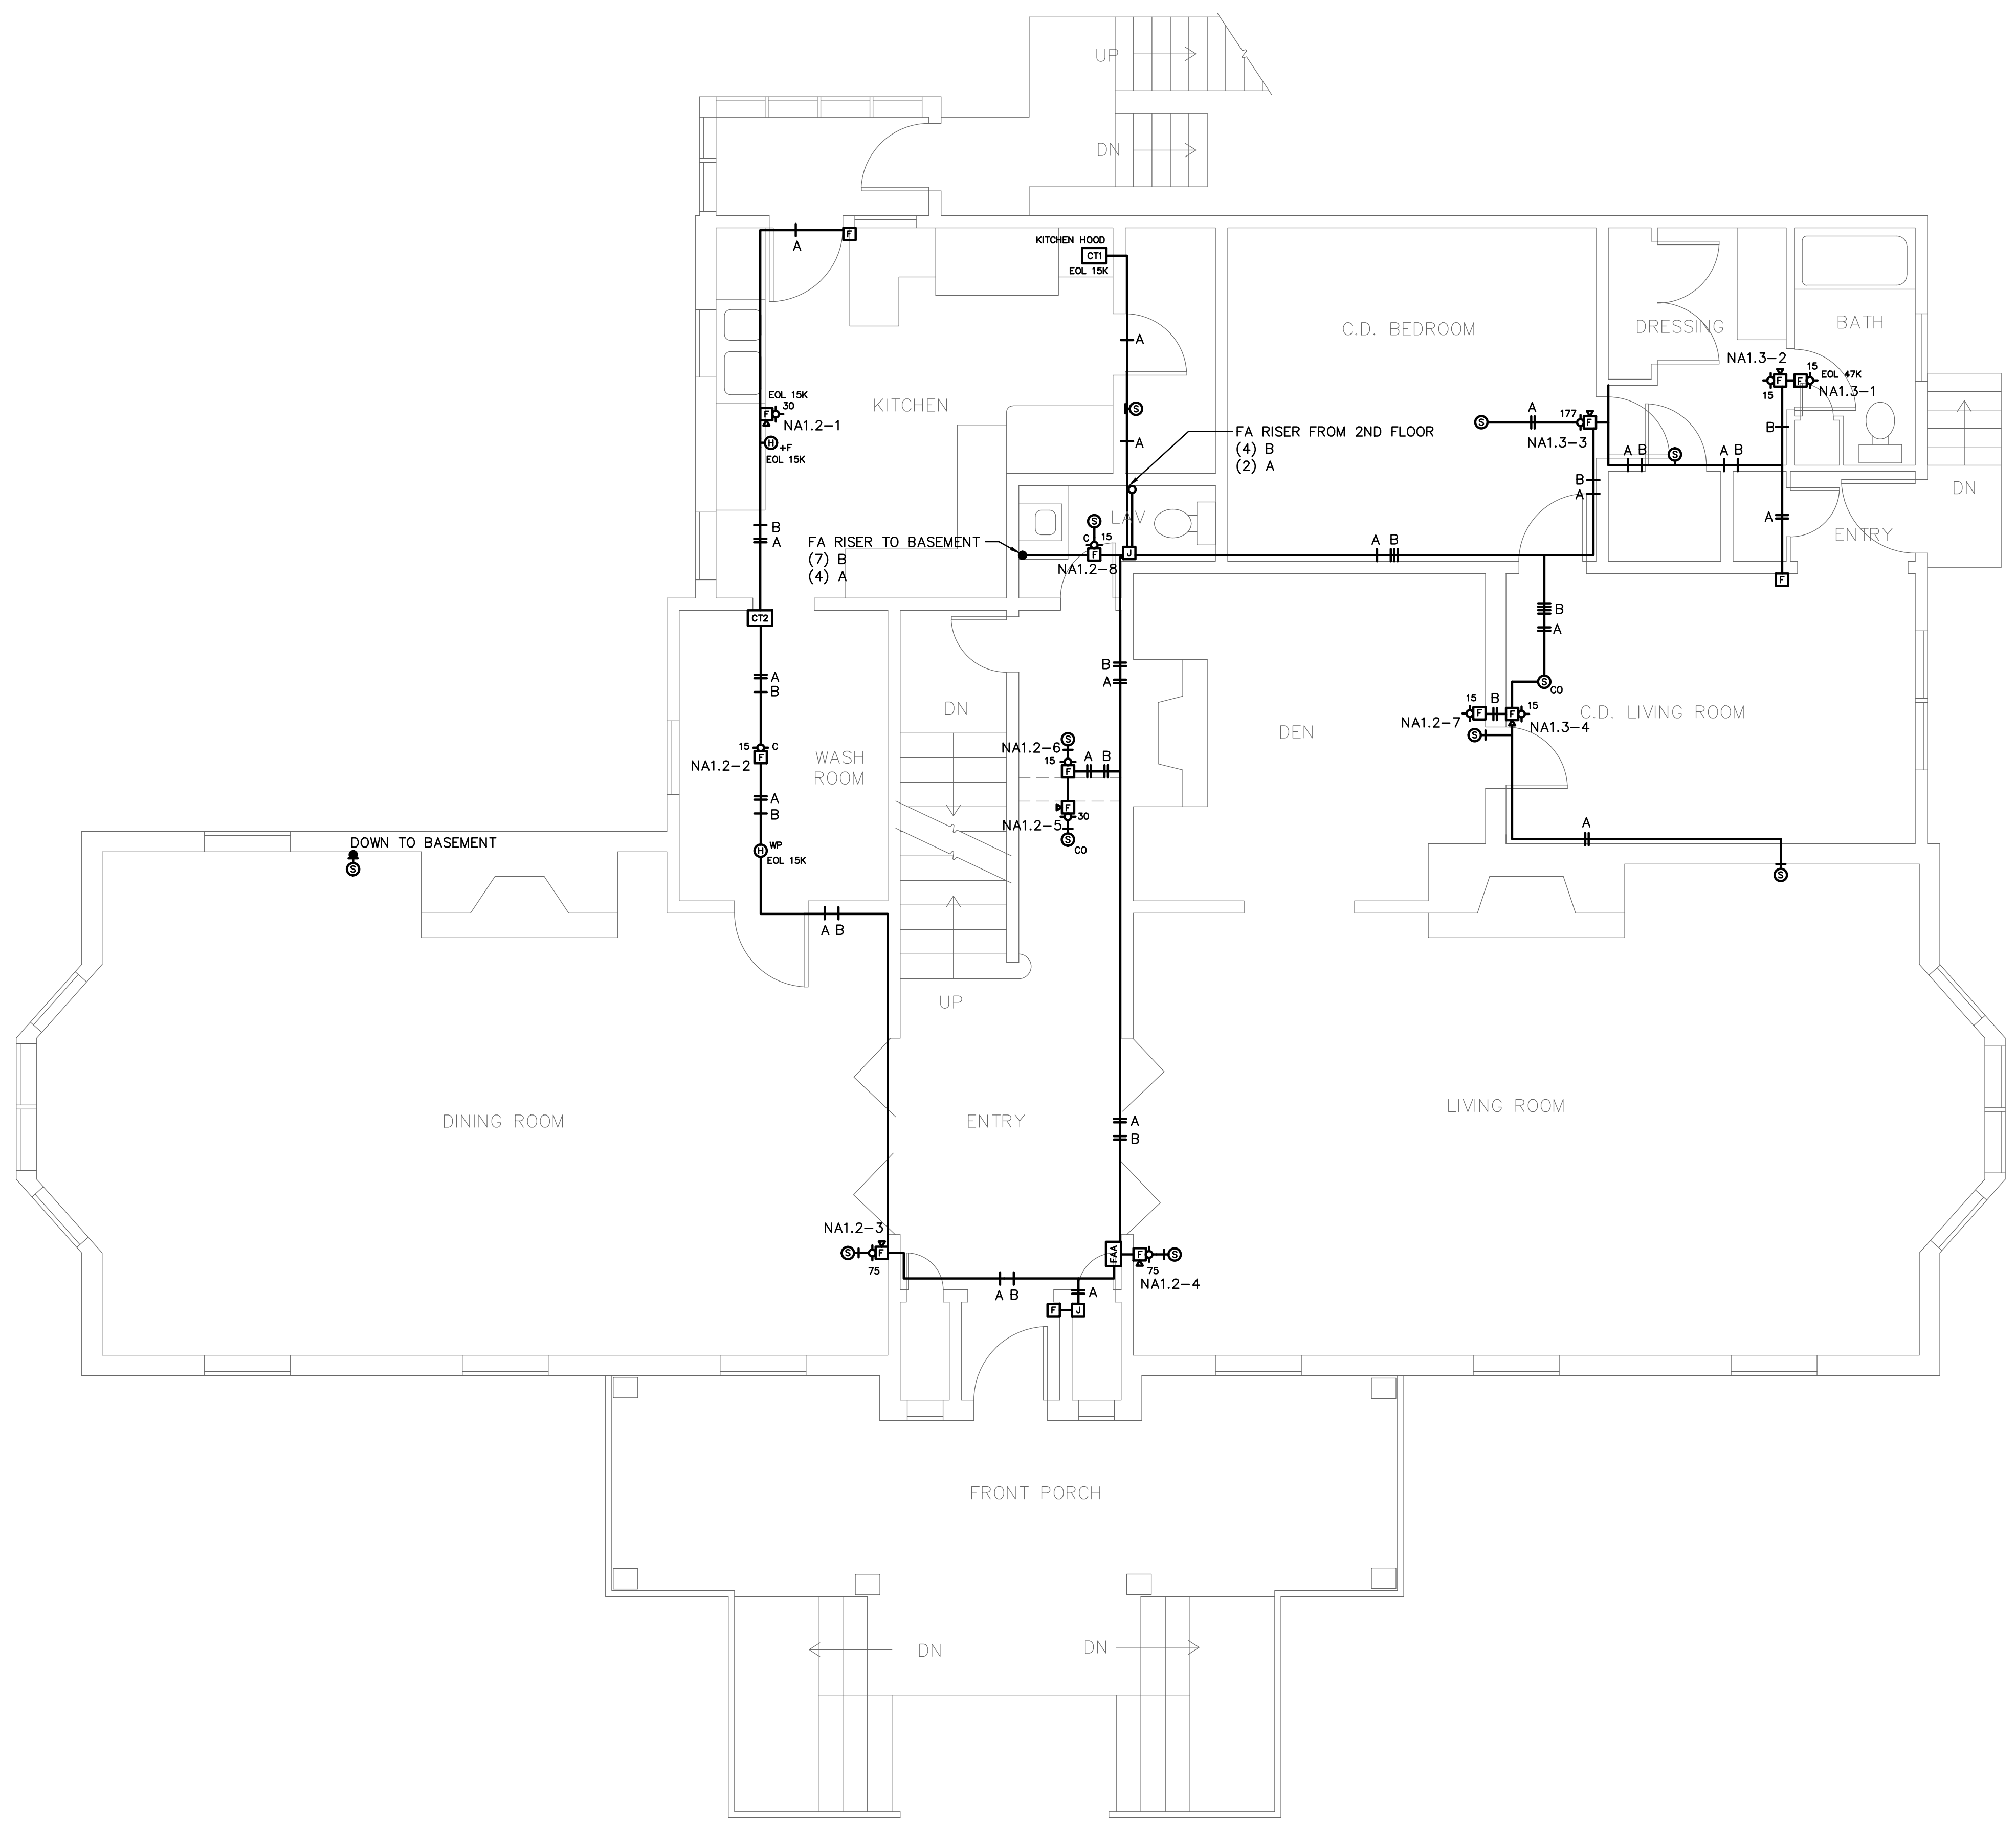 UP
DN
A
F
KITCHEN HOOD
CT1
EOL 15K
A
C.D. BEDROOM
DRESSING
BATH
NA1.3-2
15
EOL 47K
F
F
15
NA1.3-1
EOL 15K
30
F
NA1.2-1
KITCHEN
S
A
177
S
F
NA1.3-3
B
H
+F
EOL 15K
A
FA RISER FROM 2ND FLOOR
(4) B
(2) A
S
A B
A B
B
A
DN
B
A
A
ENTRY
LAV
S
C
15
FA RISER TO BASEMENT
(7) B
(4) A
F
J
NA1.2-8
A
B
F
CT2
B
A
B
A
A
B
B
A
S
CO
DN
15
B
15
F
F
NA1.2-7
NA1.3-4
C.D. LIVING ROOM
DEN
S
15
C
F
NA1.2-2
WASH
ROOM
S
NA1.2-6
15
F
A B
A
B
F
30
NA1.2-5
S
CO
A
DOWN TO BASEMENT
S
H
WP
EOL 15K
S
A B
UP
DINING ROOM
ENTRY
A
B
LIVING ROOM
NA1.2-3
S
F
75
FAA
F
S
75
NA1.2-4
A B
A
F
J
FRONT PORCH
DN
DN